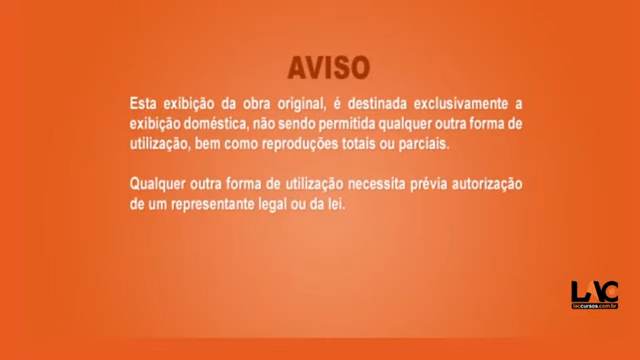 AVISO
Esta exibição da obra original, é destinada exclusivamente a
exibição doméstica, não sendo permitida qualquer outra forma de
utilização, bem como reproduções totais ou parciais.
Qualquer outra forma de utilização necessita prévia autorização
de um representante legal ou da lei.
LAC
laccursos.com.br